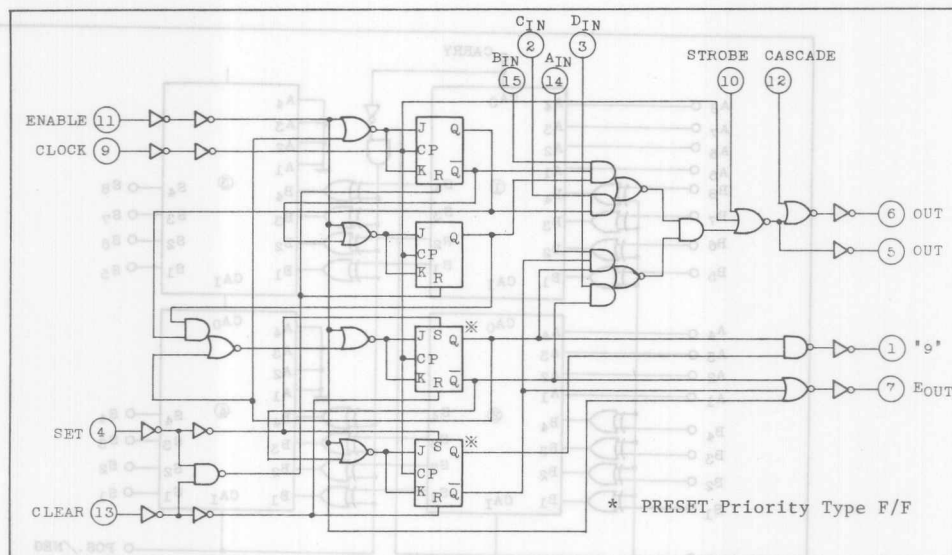 C_IN D_IN
2 3
B_IN A_IN STROBE CASCADE
15 14 10 12
ENABLE 11
CLOCK 9
J Q
CP
K R Q̅
J Q
CP
K R Q̅
6 OUT
5 OUT
※
J S Q
CP
K R Q̅
1 "9"
7 E_OUT
SET 4
※
J S Q
CP
K R Q̅
CLEAR 13
* PRESET Priority Type F/F